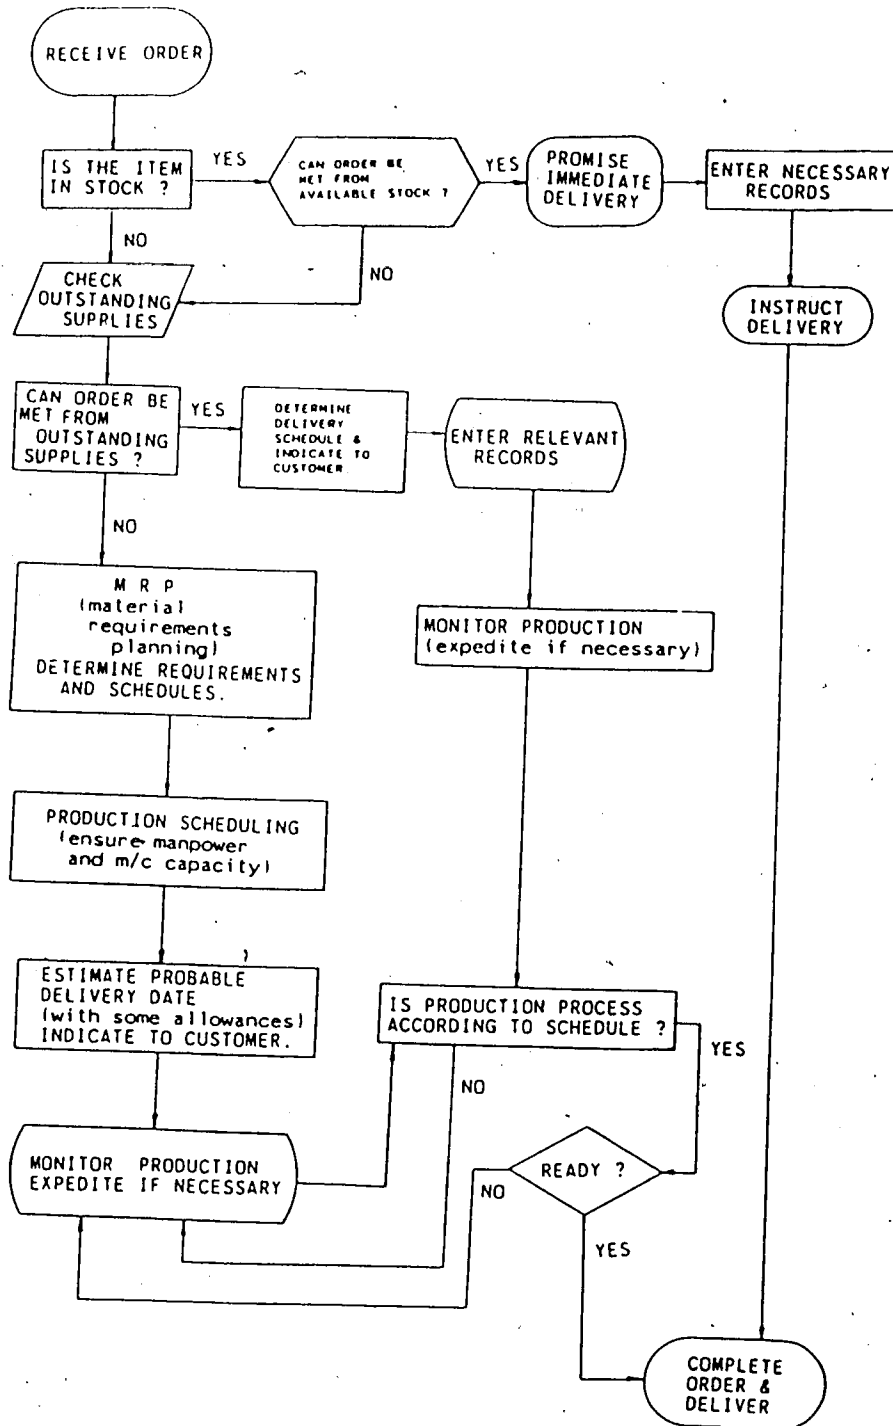 RECEIVE ORDER
IS THE ITEM
IN STOCK ?
YES
CAN ORDER BE
MET FROM
AVAILABLE STOCK ?
YES
PROMISE
IMMEDIATE
DELIVERY
ENTER NECESSARY
RECORDS
NO
NO
CHECK
OUTSTANDING
SUPPLIES
INSTRUCT
DELIVERY
CAN ORDER BE
MET FROM
OUTSTANDING
SUPPLIES ?
YES
DETERMINE
DELIVERY
SCHEDULE &
INDICATE TO
CUSTOMER
ENTER RELEVANT
RECORDS
NO
M R P
(material
requirements
planning)
DETERMINE REQUIREMENTS
AND SCHEDULES.
MONITOR PRODUCTION
(expedite if necessary)
PRODUCTION SCHEDULING
(ensure manpower
and m/c capacity)
ESTIMATE PROBABLE
DELIVERY DATE
(with some allowances)
INDICATE TO CUSTOMER.
IS PRODUCTION PROCESS
ACCORDING TO SCHEDULE ?
YES
NO
MONITOR PRODUCTION
EXPEDITE IF NECESSARY
READY ?
NO
YES
COMPLETE
ORDER &
DELIVER